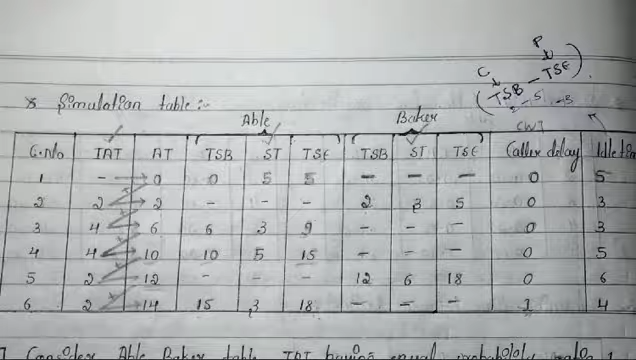 P
C
(TSB - TSE)
* Simulation table :-
Able Baker
(W)
C.No IAT AT TSB ST TSE TSB ST TSE Caller delay Idle tim
1 - 0 0 5 5 - - - 0 5
2 2 2 - - - 2 3 5 0 3
3 4 6 6 3 9 - - - 0 3
4 4 10 10 5 15 - - - 0 5
5 2 12 - - - 12 6 18 0 6
6 2 14 15 3 18 - - - 1 4
Consider Able Baker table, IAT having equal